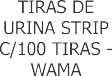 TIRAS DE
URINA STRIP
C/100 TIRAS -
WAMA